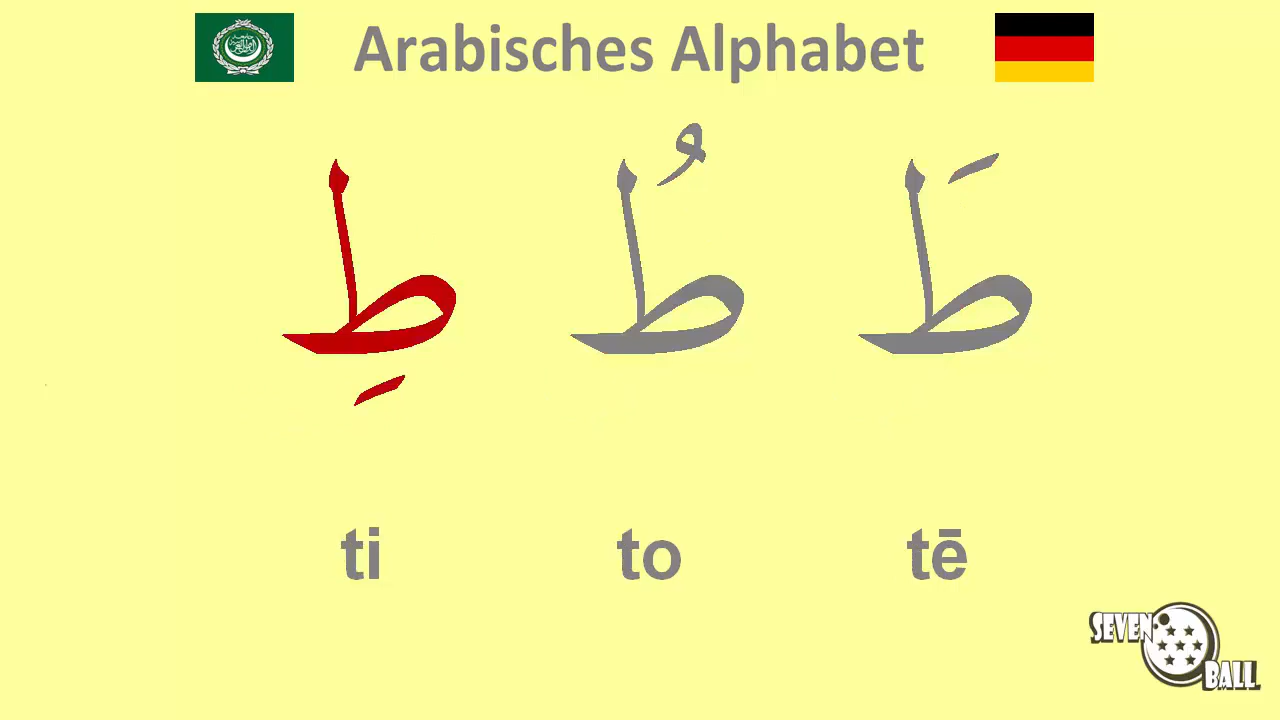 Arabisches Alphabet
طَ طُ طِ
ti to tē
SEVEN
BALL